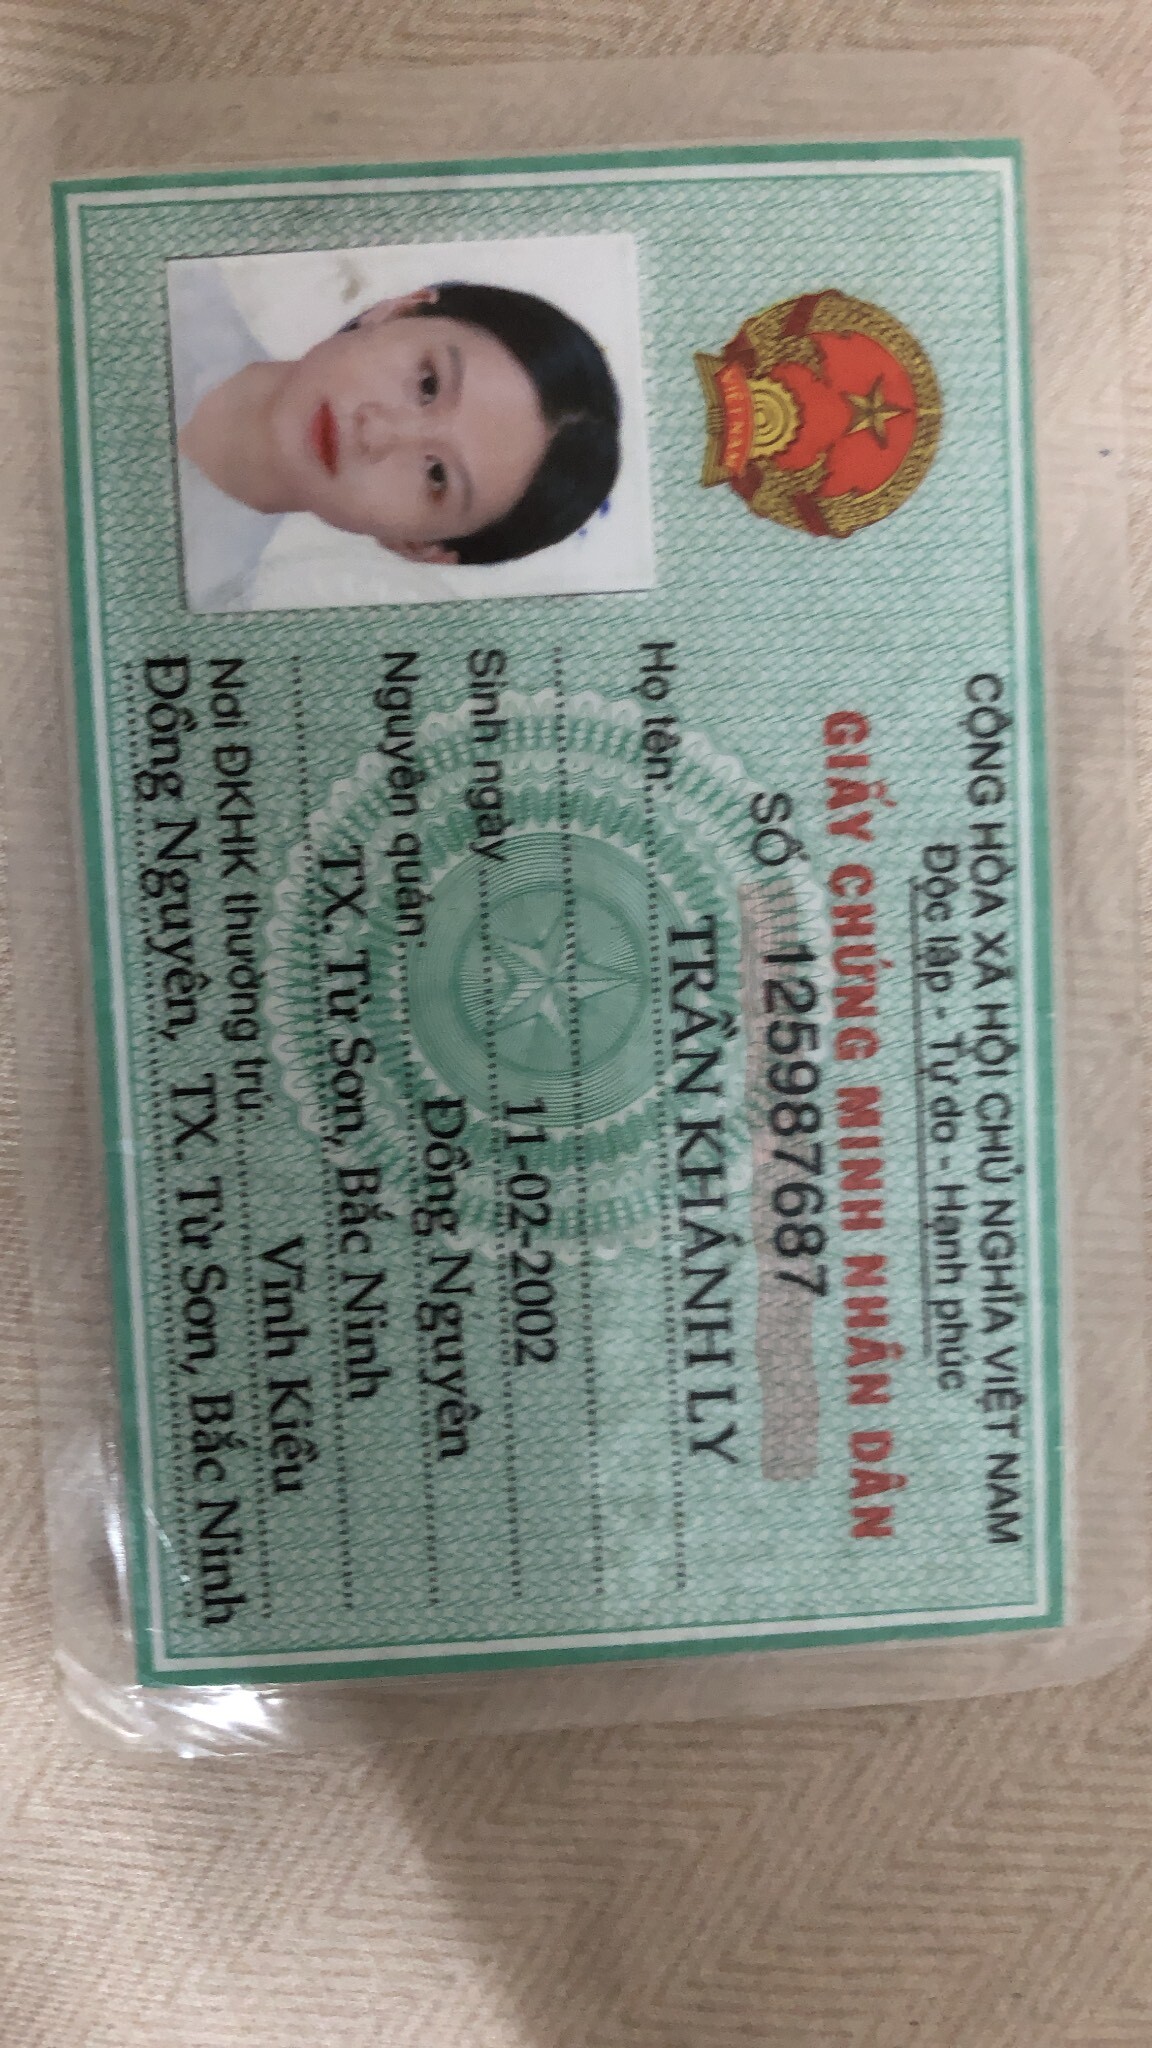 CỘNG HÒA XÃ HỘI CHỦ NGHĨA VIỆT NAM
Độc lập - Tự do - Hạnh phúc
GIẤY CHỨNG MINH NHÂN DÂN
SỐ 125987687
VIỆT NAM
Họ tên: TRẦN KHÁNH LY
Sinh ngày 11-02-2002
Nguyên quán: Đồng Nguyên
TX. Từ Sơn, Bắc Ninh
Nơi ĐKHK thường trú: Vĩnh Kiều
Đồng Nguyên, TX. Từ Sơn, Bắc Ninh